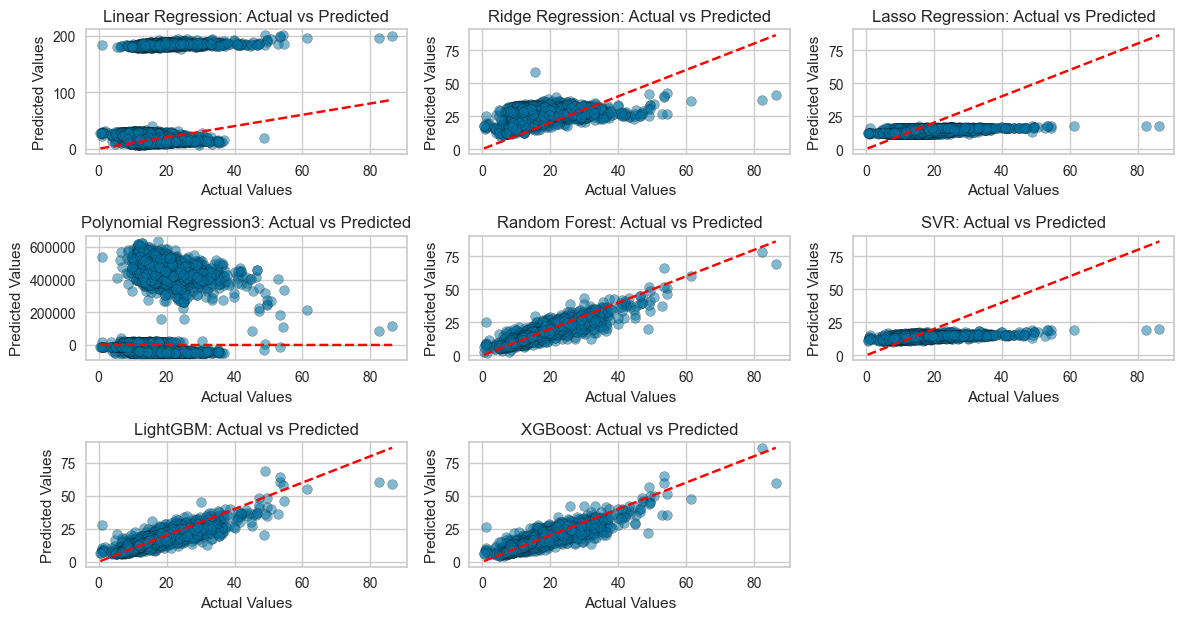 Linear Regression: Actual vs Predicted
Predicted Values
200
100
0
0 20 40 60 80
Actual Values
Ridge Regression: Actual vs Predicted
Predicted Values
75
50
25
0
0 20 40 60 80
Actual Values
Lasso Regression: Actual vs Predicted
Predicted Values
75
50
25
0
0 20 40 60 80
Actual Values
Polynomial Regression3: Actual vs Predicted
Predicted Values
600000
400000
200000
0
0 20 40 60 80
Actual Values
Random Forest: Actual vs Predicted
Predicted Values
75
50
25
0
0 20 40 60 80
Actual Values
SVR: Actual vs Predicted
Predicted Values
75
50
25
0
0 20 40 60 80
Actual Values
LightGBM: Actual vs Predicted
Predicted Values
75
50
25
0
0 20 40 60 80
Actual Values
XGBoost: Actual vs Predicted
Predicted Values
75
50
25
0
0 20 40 60 80
Actual Values